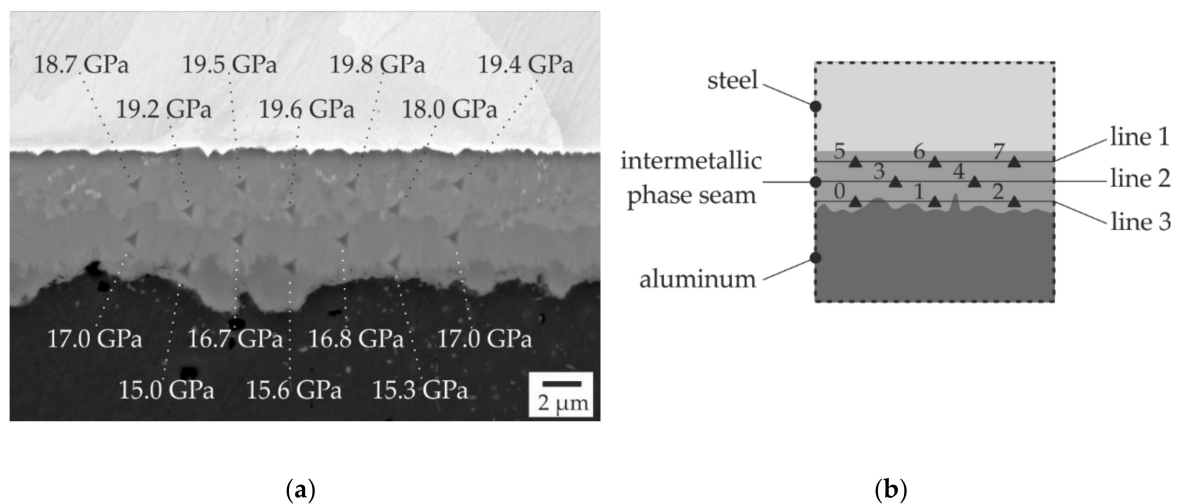 18.7 GPa 19.5 GPa 19.8 GPa 19.4 GPa
19.2 GPa 19.6 GPa 18.0 GPa
17.0 GPa 16.7 GPa 16.8 GPa 17.0 GPa
15.0 GPa 15.6 GPa 15.3 GPa
2 µm
steel
intermetallic
phase seam
aluminum
5 6 7
3 4
0 1 2
line 1
line 2
line 3
(a)
(b)